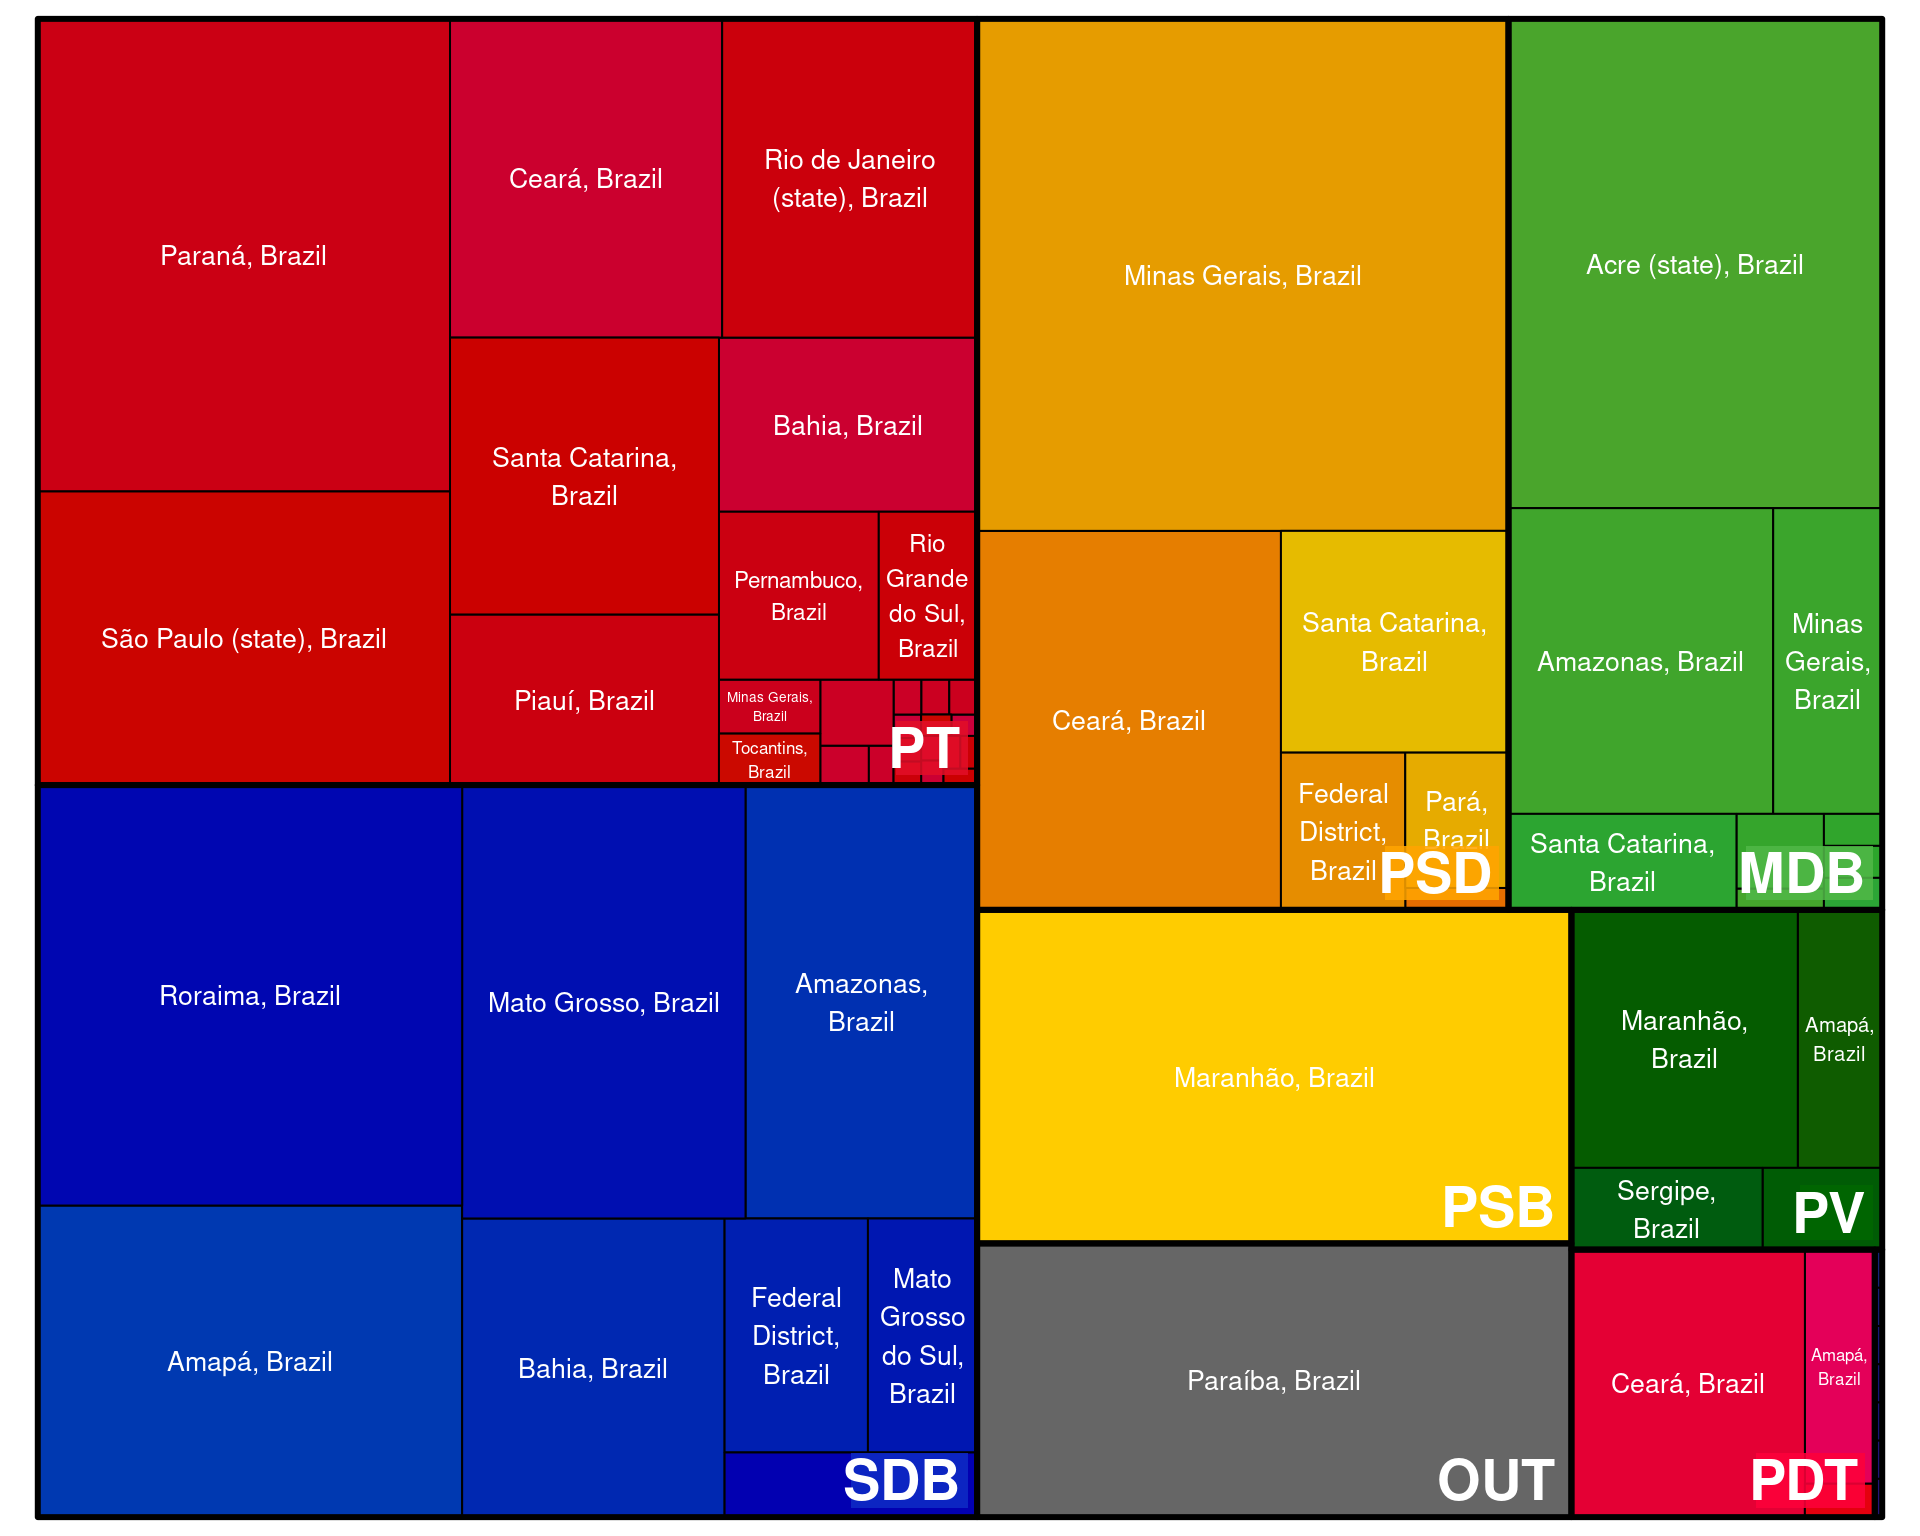 Paraná, Brazil
São Paulo (state), Brazil
Ceará, Brazil
Rio de Janeiro
(state), Brazil
Santa Catarina,
Brazil
Piauí, Brazil
Bahia, Brazil
Pernambuco,
Brazil
Rio
Grande
do Sul,
Brazil
Minas Gerais,
Brazil
Tocantins,
Brazil
PT
Minas Gerais, Brazil
Ceará, Brazil
Santa Catarina,
Brazil
Federal
District,
Brazil
Pará,
Brazil
PSD
Acre (state), Brazil
Amazonas, Brazil
Minas
Gerais,
Brazil
Santa Catarina,
Brazil
MDB
Roraima, Brazil
Amapá, Brazil
Mato Grosso, Brazil
Amazonas,
Brazil
Bahia, Brazil
Federal
District,
Brazil
Mato
Grosso
do Sul,
Brazil
SDB
Maranhão, Brazil
PSB
Paraíba, Brazil
OUT
Maranhão,
Brazil
Amapá,
Brazil
Sergipe,
Brazil
PV
Ceará, Brazil
Amapá,
Brazil
PDT